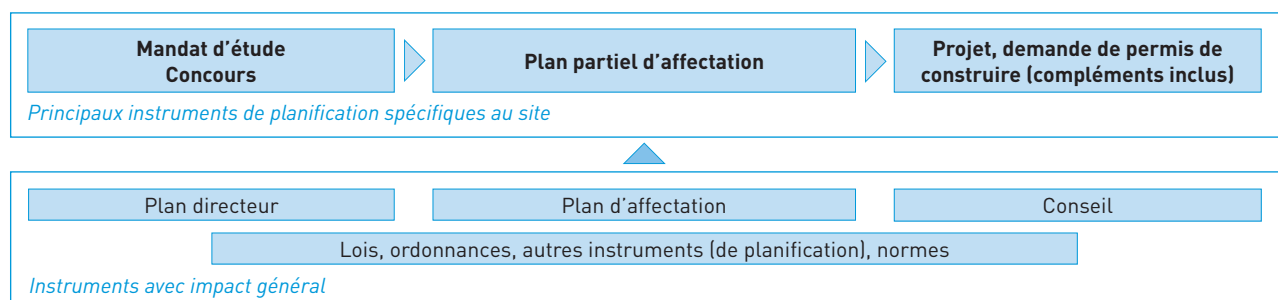 Mandat d’étude
Concours
Plan partiel d’affectation
Projet, demande de permis de
construire (compléments inclus)
Principaux instruments de planification spécifiques au site
Plan directeur
Plan d’affectation
Conseil
Lois, ordonnances, autres instruments (de planification), normes
Instruments avec impact général